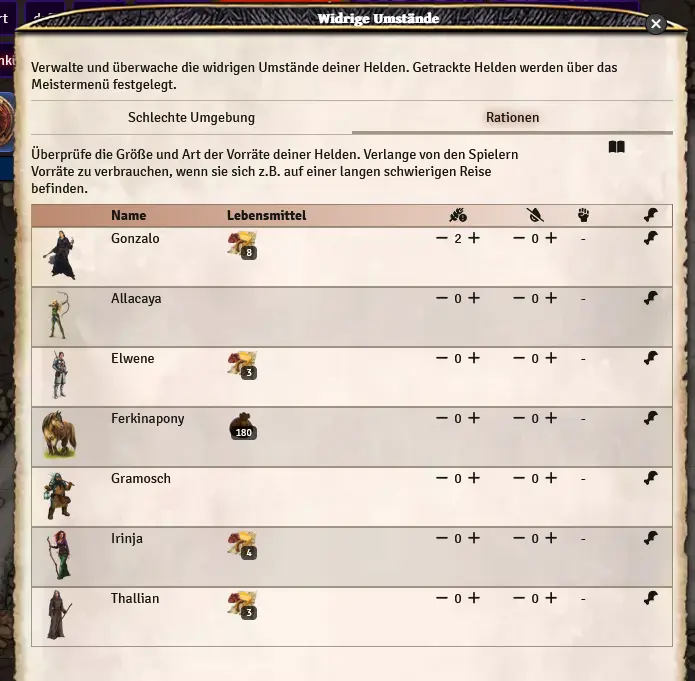 rt
Widrige Umstände
Verwalte und überwache die widrigen Umstände deiner Helden. Getrackte Helden werden über das
Meistermenü festgelegt.
Schlechte Umgebung
Rationen
Überprüfe die Größe und Art der Vorräte deiner Helden. Verlange von den Spielern
Vorräte zu verbrauchen, wenn sie sich z.B. auf einer langen schwierigen Reise
befinden.
Name Lebensmittel
Gonzalo 8 − 2 + − 0 + -
Allacaya − 0 + − 0 + -
Elwene 3 − 0 + − 0 + -
Ferkinapony 180 − 0 + − 0 + -
Gramosch − 0 + − 0 + -
Irinja 4 − 0 + − 0 + -
Thallian 3 − 0 + − 0 + -